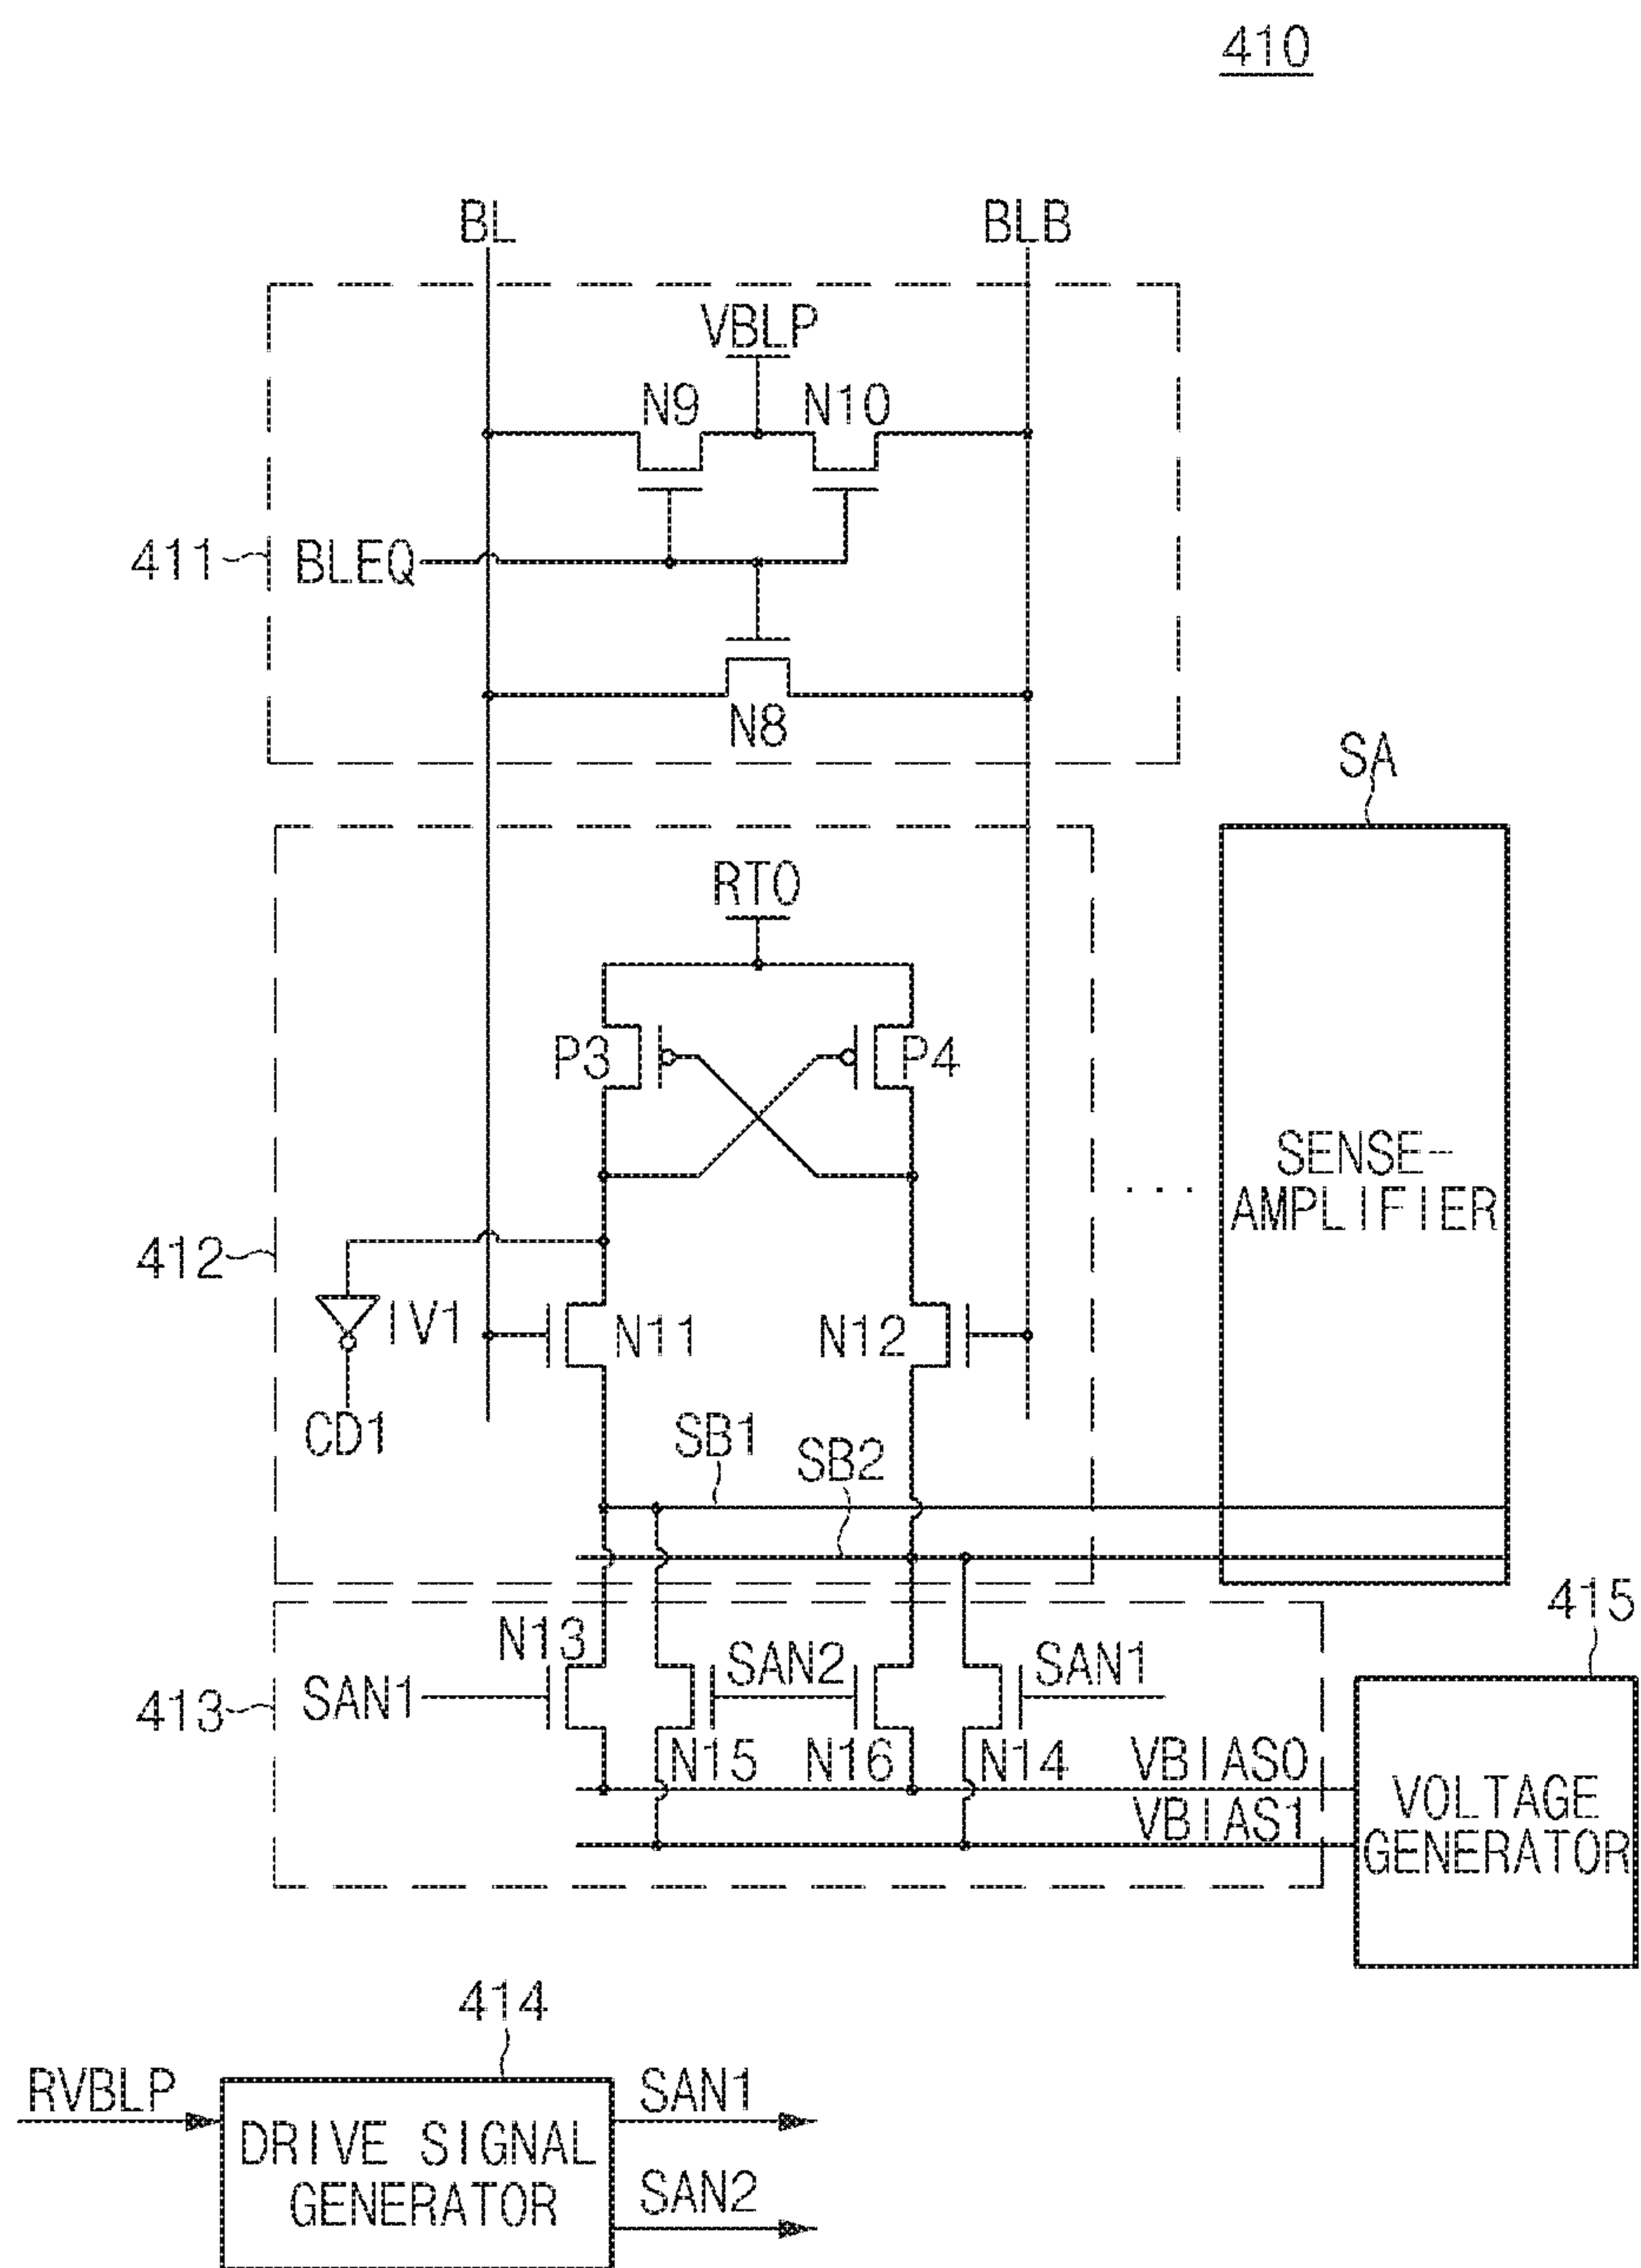 410
BL
BLB
VBLP
N9
N10
411
BLEQ
N8
SA
RTO
P3
P4
SENSE-
AMPLIFIER
...
412
IV1
N11
N12
CD1
SB1
SB2
415
N13
SAN1
SAN2
SAN1
413
N15
N16
N14
VBIAS0
VBIAS1
VOLTAGE
GENERATOR
414
RVBLP
DRIVE SIGNAL
GENERATOR
SAN1
SAN2